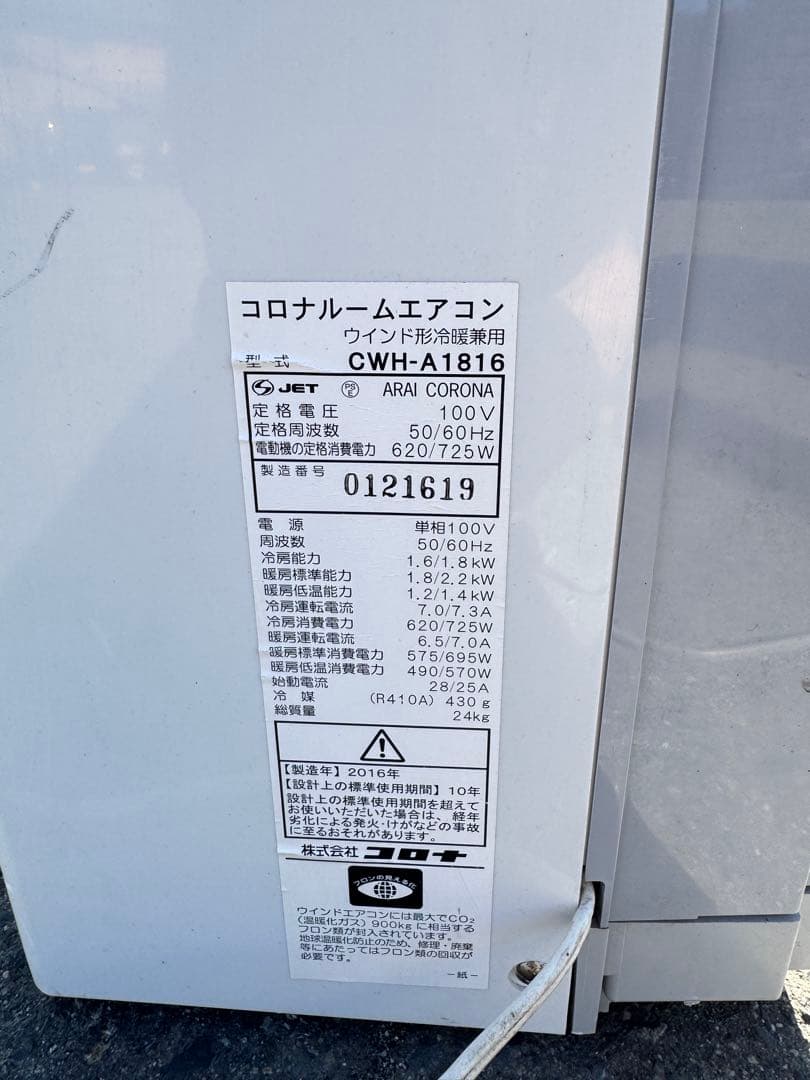 コロナルームエアコン
ウインド形冷暖兼用
型式 CWH-A1816
JET PSE ARAI CORONA
定格電圧 100V
定格周波数 50/60Hz
電動機の定格消費電力 620/725W
製造番号 0121619
電源 単相100V
周波数 50/60Hz
冷房能力 1.6/1.8kW
暖房標準能力 1.8/2.2kW
暖房低温能力 1.2/1.4kW
冷房運転電流 7.0/7.3A
冷房消費電力 620/725W
暖房運転電流 6.5/7.0A
暖房標準消費電力 575/695W
暖房低温消費電力 490/570W
始動電流 28/25A
冷媒 (R410A) 430g
総質量 24kg
【製造年】2016年
【設計上の標準使用期間】10年
設計上の標準使用期間を超えて
お使いいただいた場合は、経年
劣化による発火・けがなどの事故
に至るおそれがあります。
株式会社 コロナ
フロンの見える化
ウインドエアコンには最大でCO₂
(温暖化ガス) 900kgに相当する
フロン類が封入されています。
地球温暖化防止のため、修理・廃棄
等にあたってはフロン類の回収が
必要です。
－紙－